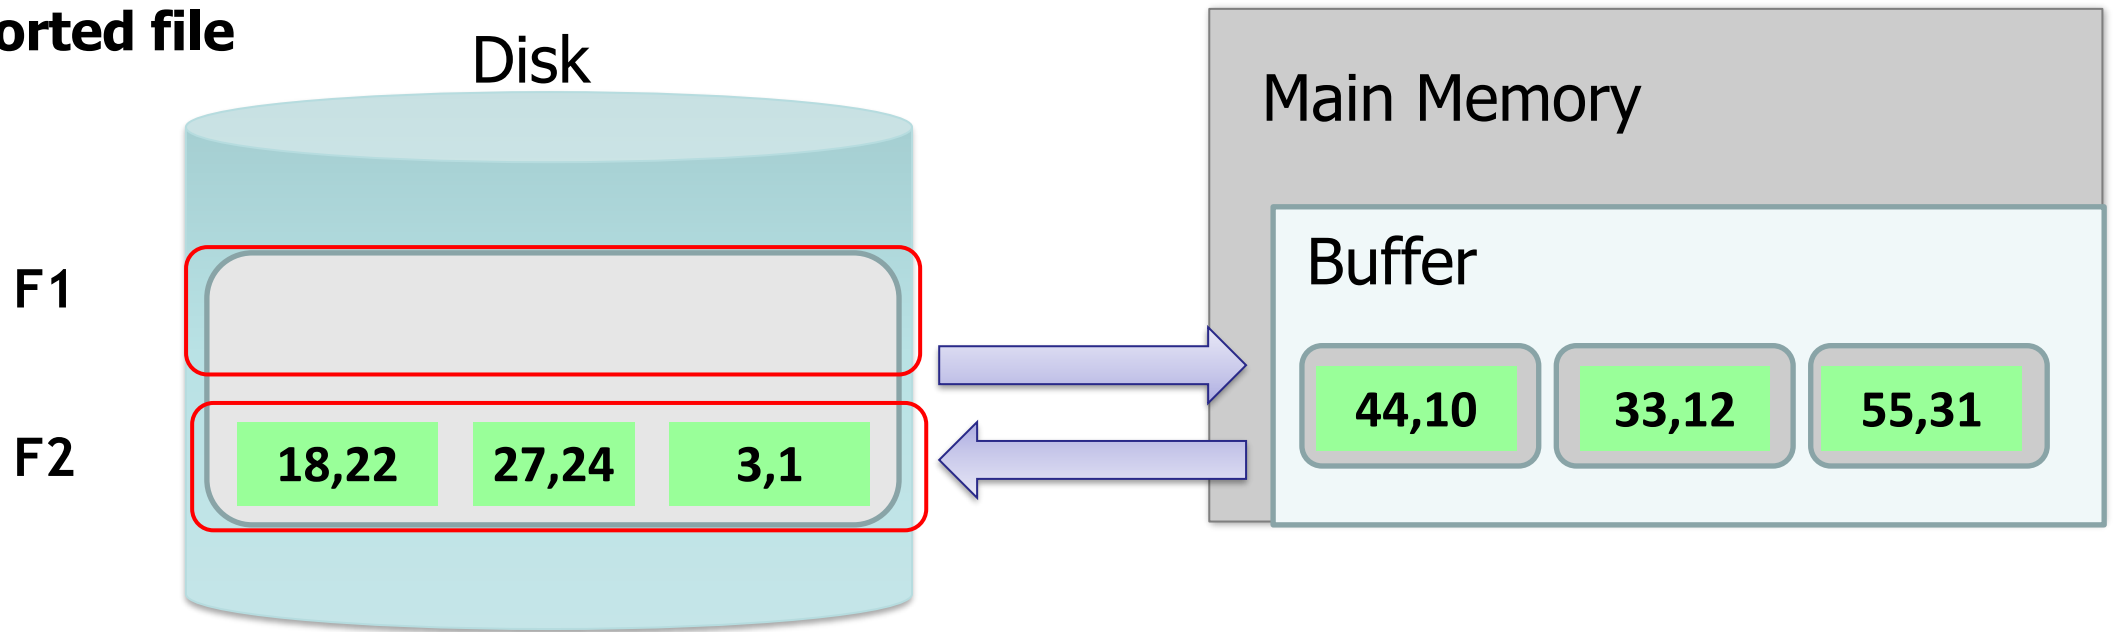 orted file
Disk
Main Memory
Buffer
F1
44,10 33,12 55,31
F2
18,22 27,24 3,1